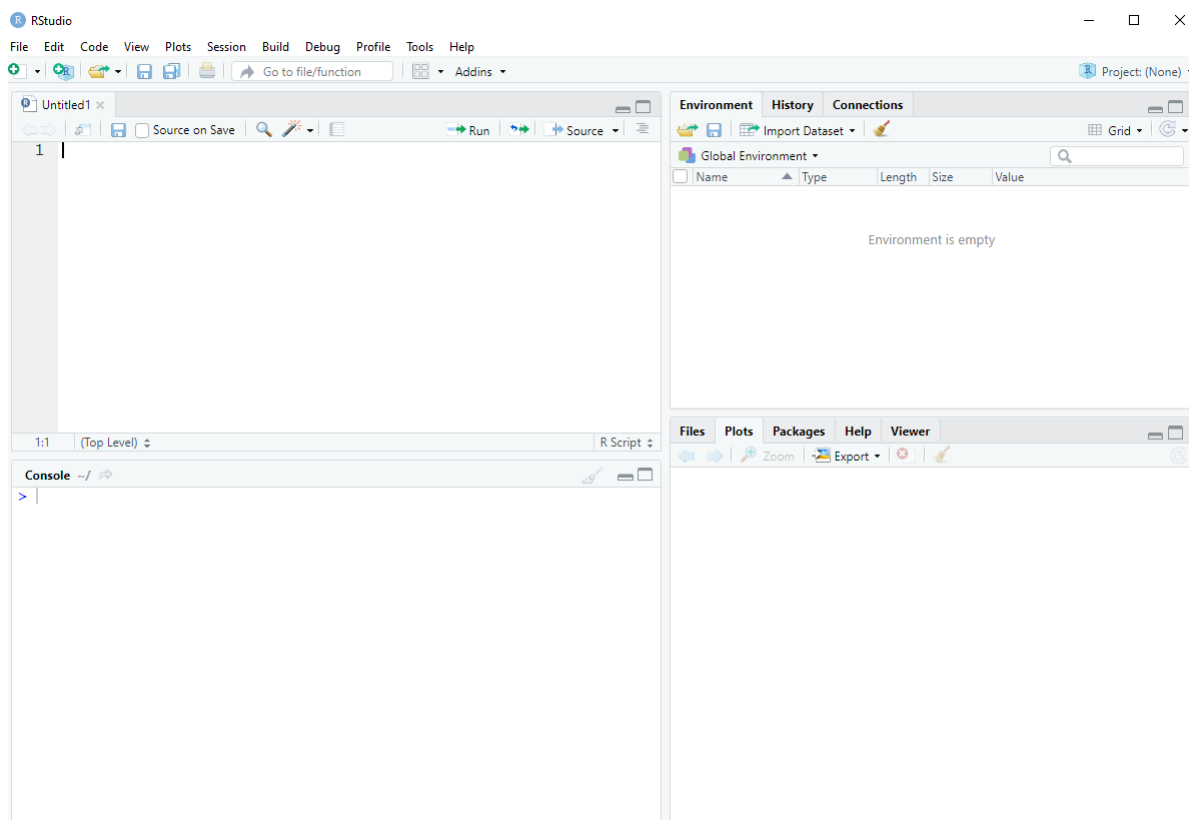 RStudio
File Edit Code View Plots Session Build Debug Profile Tools Help
Go to file/function Addins Project: (None)
Untitled1
Source on Save Run Source
1
1:1 (Top Level) R Script
Console ~/
>
Environment History Connections
Import Dataset Grid
Global Environment
Name Type Length Size Value
Environment is empty
Files Plots Packages Help Viewer
Zoom Export